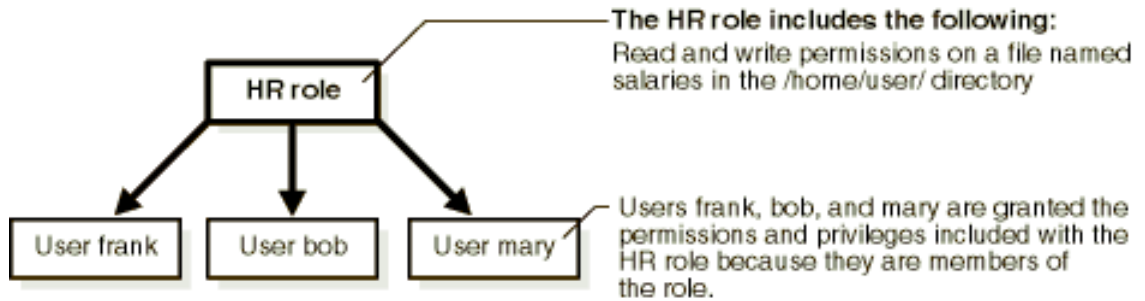 The HR role includes the following:
Read and write permissions on a file named
salaries in the /home/user/ directory
HR role
User frank
User bob
User mary
Users frank, bob, and mary are granted the
permissions and privileges included with the
HR role because they are members of
the role.